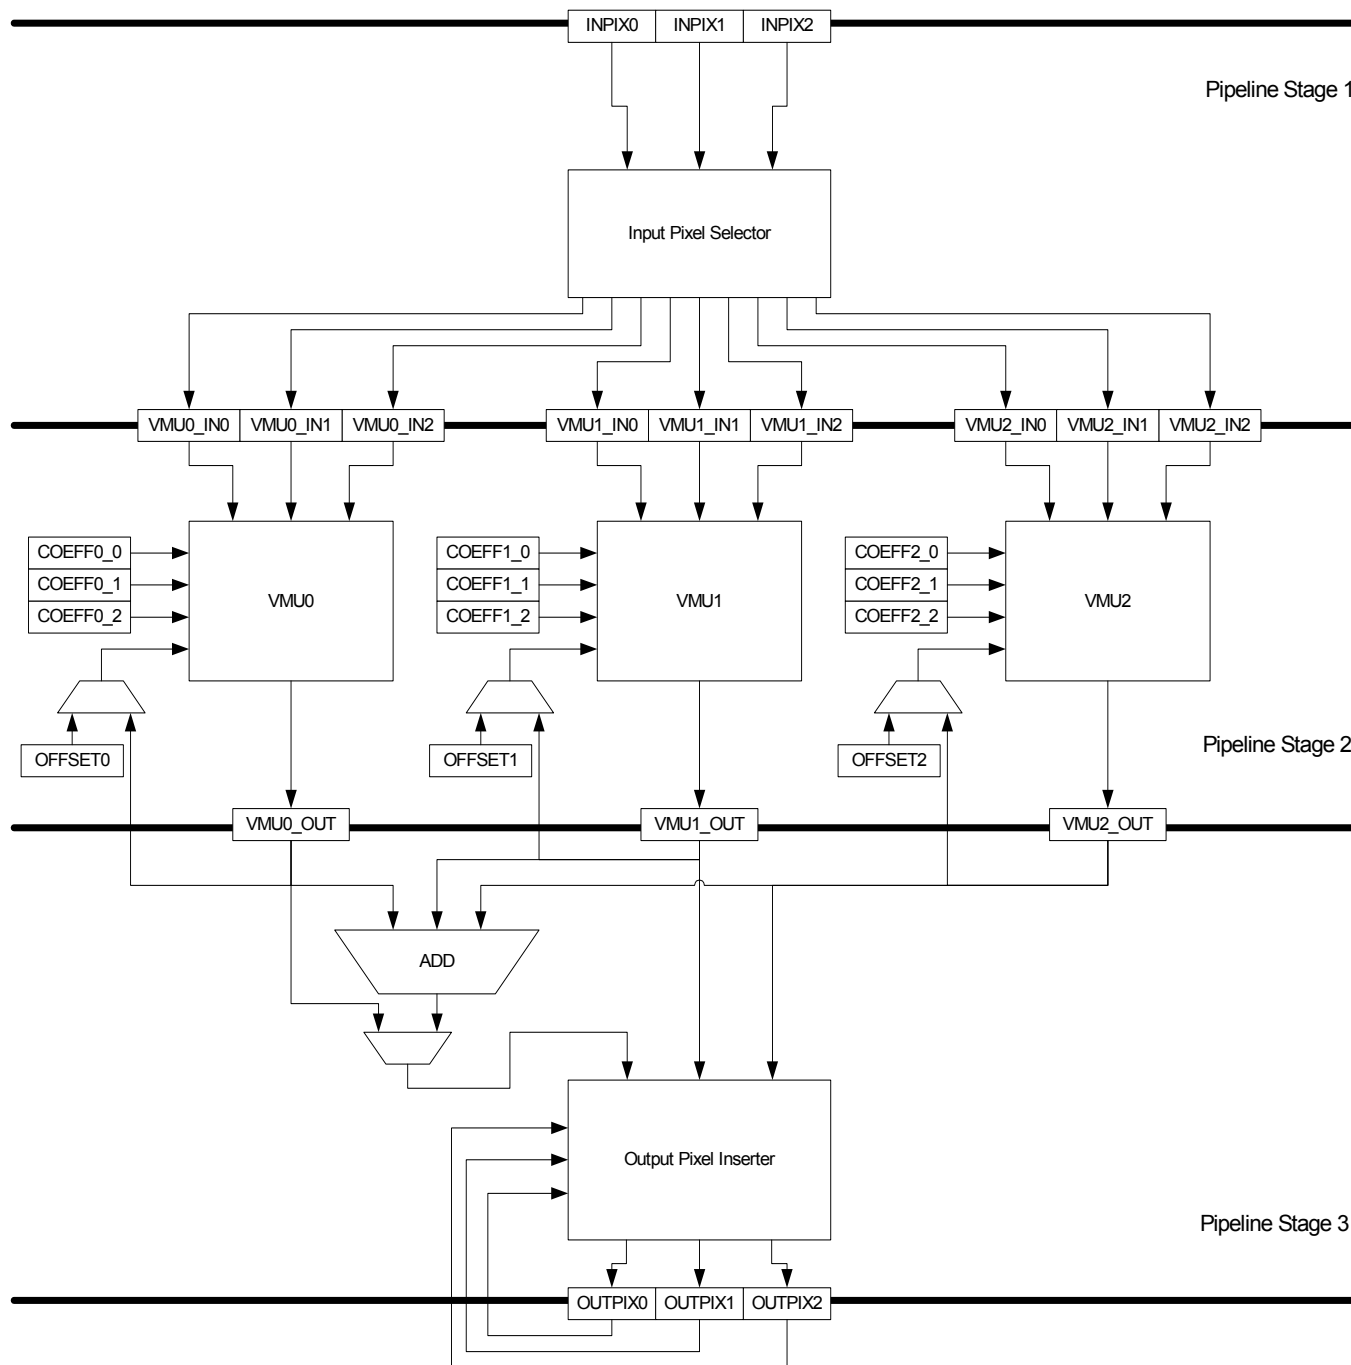 INPIX0 INPIX1 INPIX2
Pipeline Stage 1
Input Pixel Selector
VMU0_IN0 VMU0_IN1 VMU0_IN2 VMU1_IN0 VMU1_IN1 VMU1_IN2 VMU2_IN0 VMU2_IN1 VMU2_IN2
COEFF0_0 COEFF1_0 COEFF2_0
COEFF0_1 COEFF1_1 COEFF2_1
VMU0 VMU1 VMU2
COEFF0_2 COEFF1_2 COEFF2_2
Pipeline Stage 2
OFFSET0 OFFSET1 OFFSET2
VMU0_OUT VMU1_OUT VMU2_OUT
ADD
Output Pixel Inserter
Pipeline Stage 3
OUTPIX0 OUTPIX1 OUTPIX2